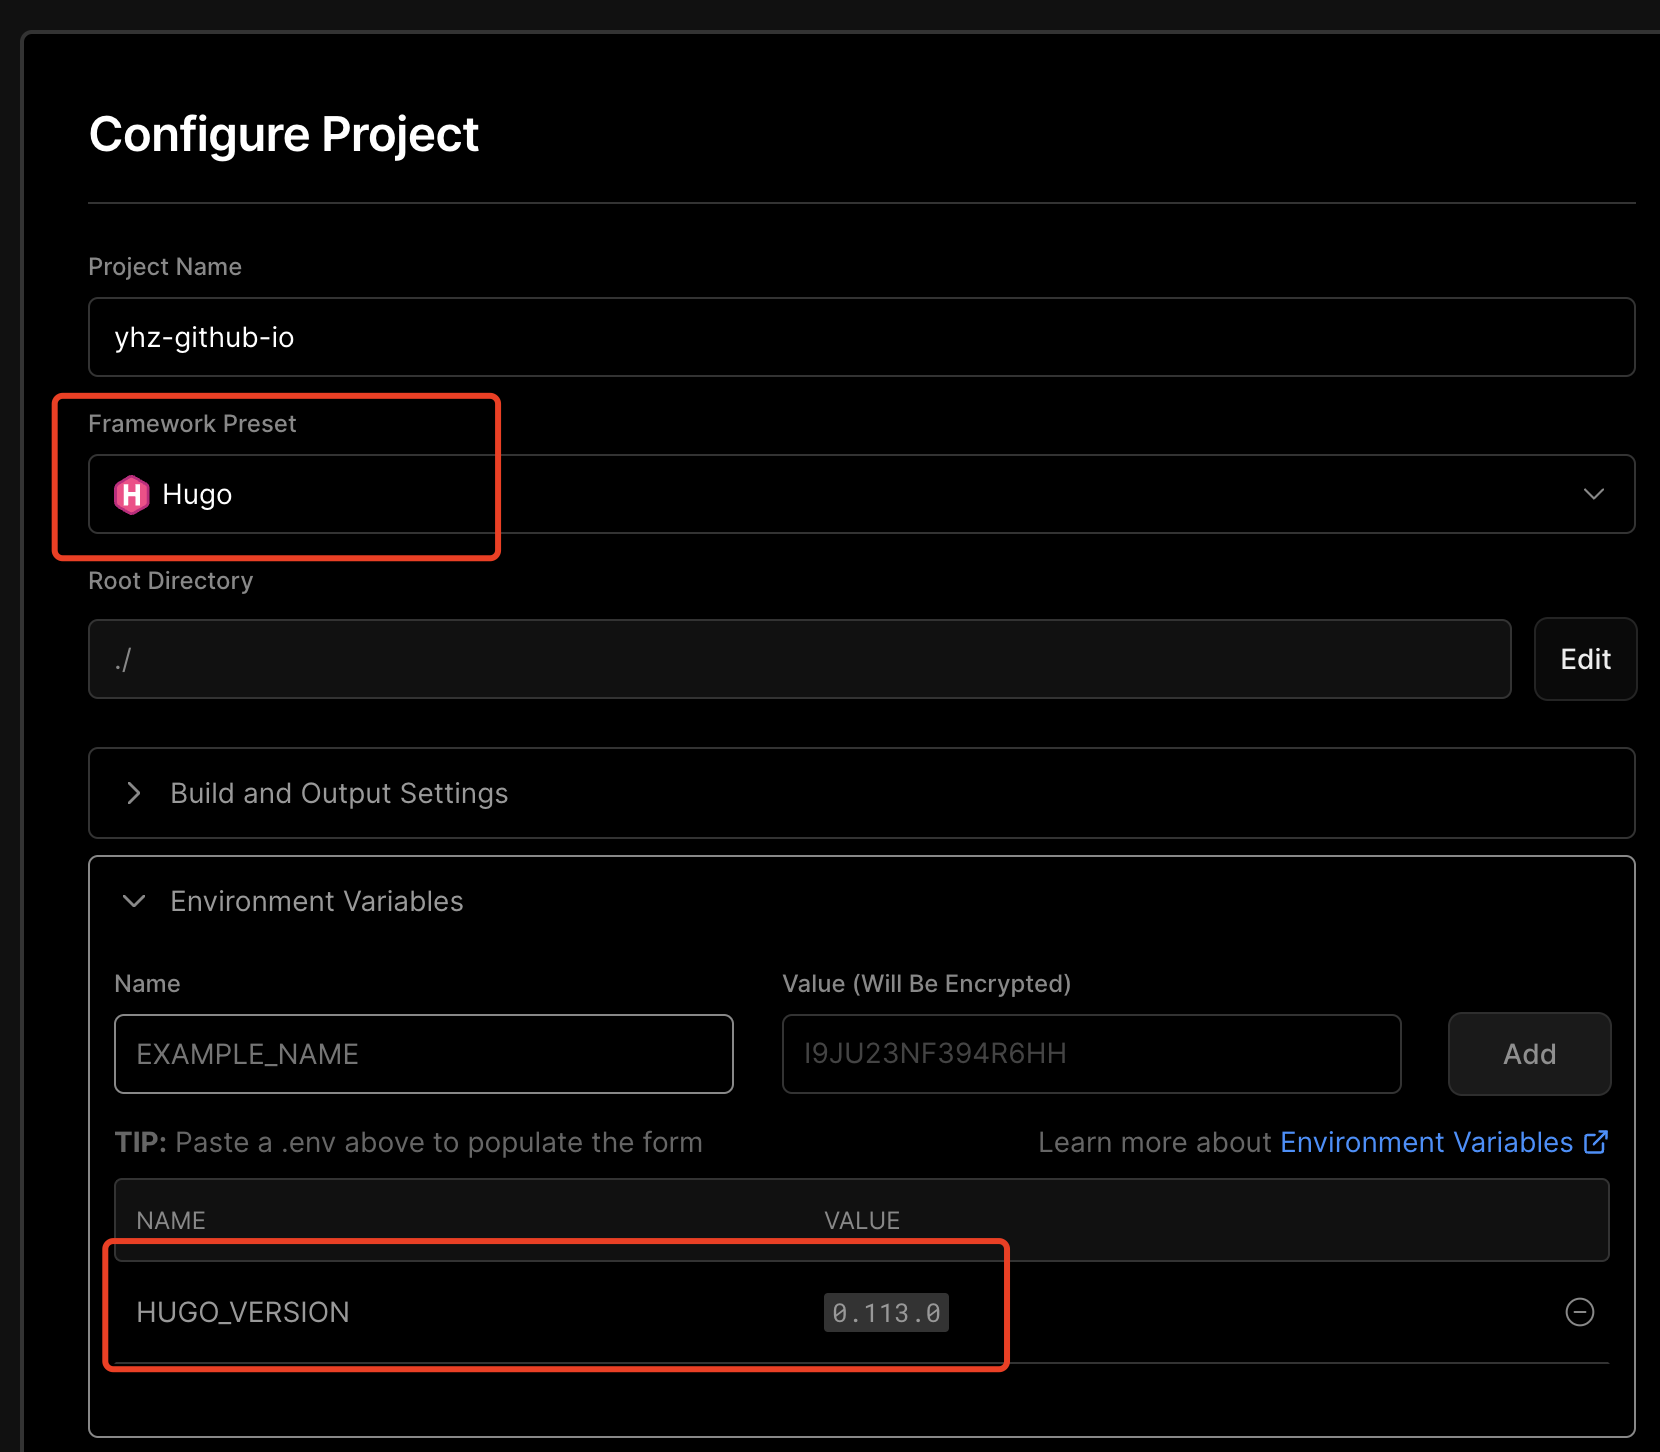 Configure Project
Project Name
yhz-github-io
Framework Preset
H Hugo
Root Directory
./
Edit
Build and Output Settings
Environment Variables
Name
Value (Will Be Encrypted)
EXAMPLE_NAME
I9JU23NF394R6HH
Add
TIP: Paste a .env above to populate the form
Learn more about Environment Variables
NAME
VALUE
HUGO_VERSION
0.113.0